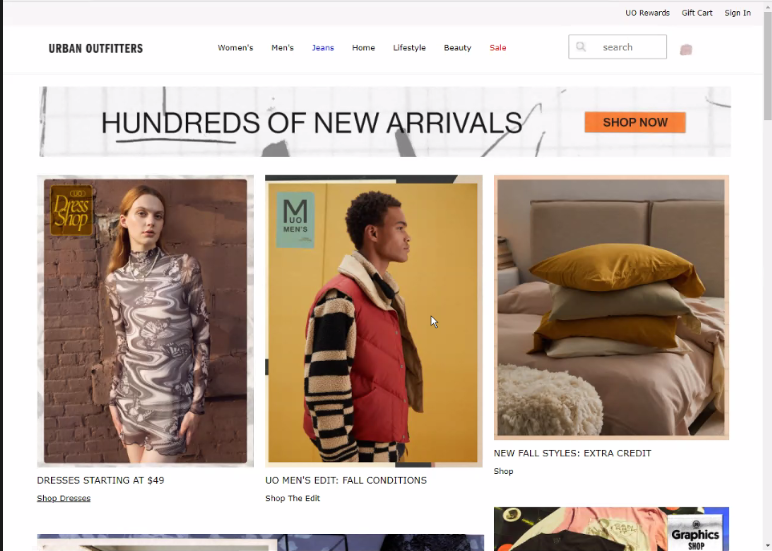 UO Rewards Gift Cart Sign In
URBAN OUTFITTERS
Women's Men's Jeans Home Lifestyle Beauty Sale
search
HUNDREDS OF NEW ARRIVALS
SHOP NOW
Dress
Shop
M
UO
MEN'S
DRESSES STARTING AT $49
Shop Dresses
UO MEN'S EDIT: FALL CONDITIONS
Shop The Edit
NEW FALL STYLES: EXTRA CREDIT
Shop
Graphics
SHOP